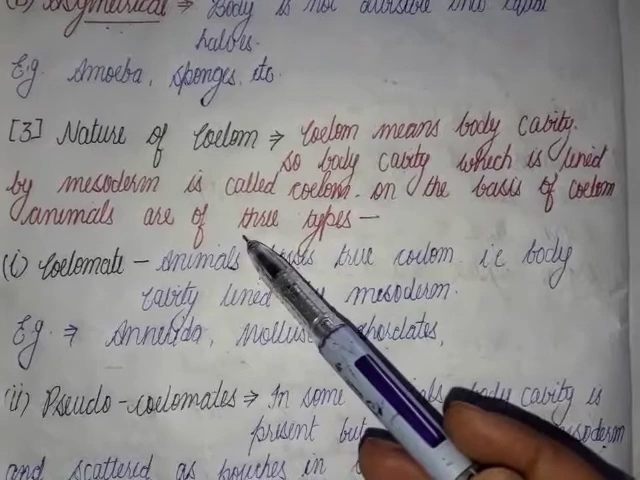 Asymetrical ⇒ Body is not divisible into equal
halves.
E.g. Amoeba, sponges, etc.
[3] Nature of Coelom ⇒ Coelom means body cavity.
so body cavity which is lined
by mesoderm is called coelom. on the basis of coelom
animals are of three types —
(i) Coelomate - Animals true coelom i.e body
cavity lined mesoderm.
Eg. ⇒ Annerida, Mollus chordates,
(ii) Pseudo-coelomates ⇒ In some body cavity is
present but mesoderm
and scattered as pouches in